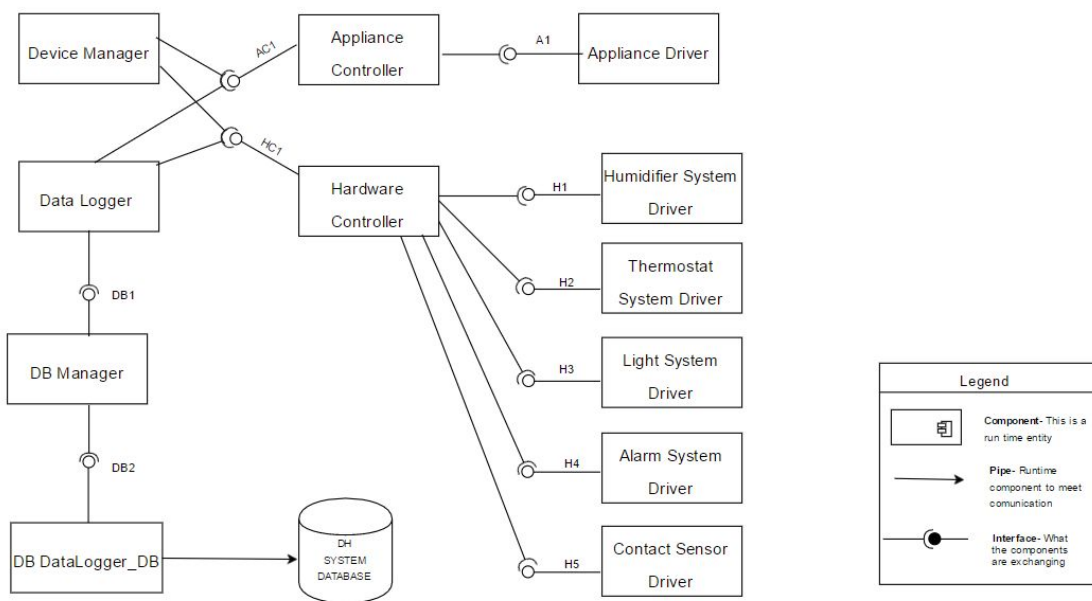 Device Manager
AC1
Appliance
Controller
A1
Appliance Driver
HC1
Data Logger
Hardware
Controller
H1
Humidifier System
Driver
H2
Thermostat
System Driver
DB1
H3
Light System
Driver
DB Manager
H4
Alarm System
Driver
DB2
DB DataLogger_DB
DH
SYSTEM
DATABASE
H5
Contact Sensor
Driver
Legend
Component- This is a
run time entity
Pipe- Runtime
component to meet
comunication
Interface- What
the components
are exchanging